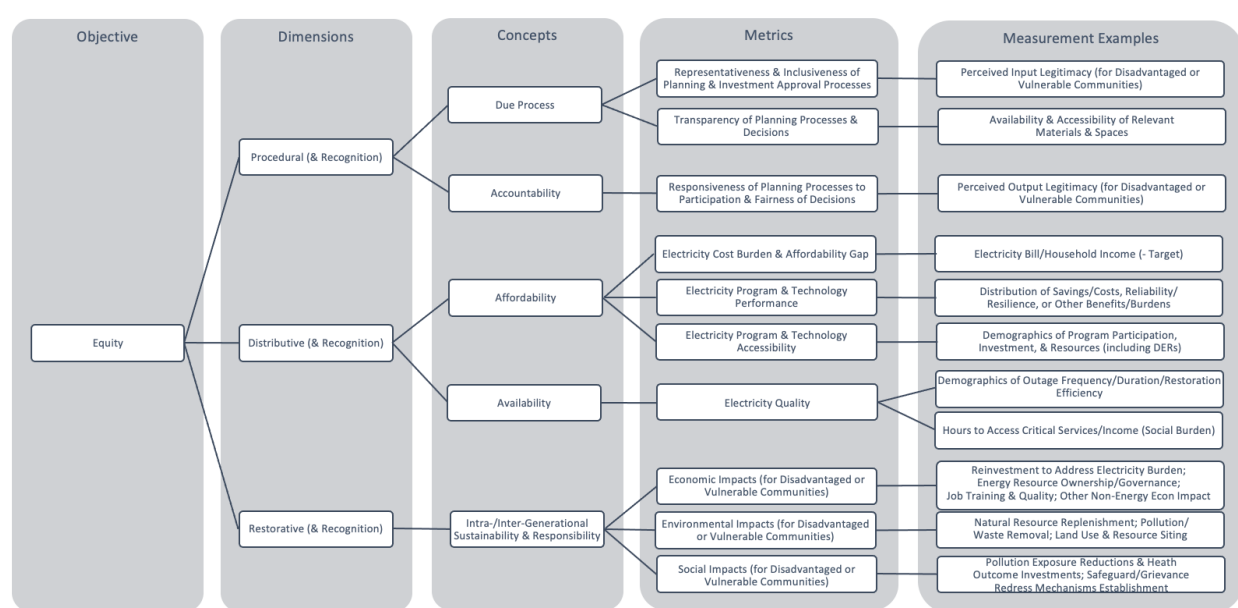 Objective
Dimensions
Concepts
Metrics
Measurement Examples
Equity
Procedural (& Recognition)
Distributive (& Recognition)
Restorative (& Recognition)
Due Process
Accountability
Affordability
Availability
Intra-/Inter-Generational
Sustainability & Responsibility
Representativeness & Inclusiveness of
Planning & Investment Approval Processes
Transparency of Planning Processes &
Decisions
Responsiveness of Planning Processes to
Participation & Fairness of Decisions
Electricity Cost Burden & Affordability Gap
Electricity Program & Technology
Performance
Electricity Program & Technology
Accessibility
Electricity Quality
Economic Impacts (for Disadvantaged or
Vulnerable Communities)
Environmental Impacts (for Disadvantaged
or Vulnerable Communities)
Social Impacts (for Disadvantaged or
Vulnerable Communities)
Perceived Input Legitimacy (for Disadvantaged or
Vulnerable Communities)
Availability & Accessibility of Relevant
Materials & Spaces
Perceived Output Legitimacy (for Disadvantaged or
Vulnerable Communities)
Electricity Bill/Household Income (- Target)
Distribution of Savings/Costs, Reliability/
Resilience, or Other Benefits/Burdens
Demographics of Program Participation,
Investment, & Resources (including DERs)
Demographics of Outage Frequency/Duration/Restoration
Efficiency
Hours to Access Critical Services/Income (Social Burden)
Reinvestment to Address Electricity Burden;
Energy Resource Ownership/Governance;
Job Training & Quality; Other Non-Energy Econ Impact
Natural Resource Replenishment; Pollution/
Waste Removal; Land Use & Resource Siting
Pollution Exposure Reductions & Heath
Outcome Investments; Safeguard/Grievance
Redress Mechanisms Establishment